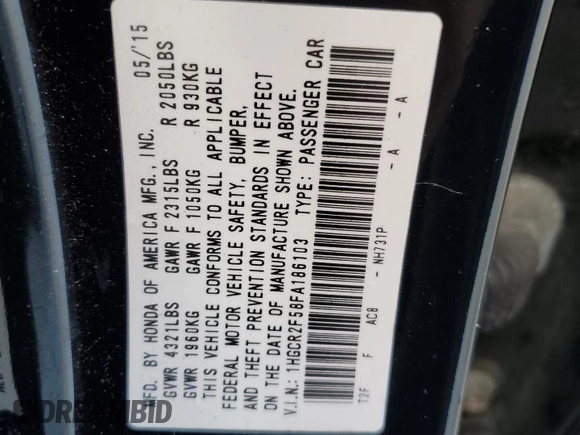 MFD. BY HONDA OF AMERICA MFG., INC. 05/'15
GVWR 4321LBS GAWR F 2315LBS R 2050LBS
GVWR 1960KG GAWR F 1050KG R 930KG
THIS VEHICLE CONFORMS TO ALL APPLICABLE
FEDERAL MOTOR VEHICLE SAFETY, BUMPER,
AND THEFT PREVENTION STANDARDS IN EFFECT
ON THE DATE OF MANUFACTURE SHOWN ABOVE.
V.I.N.: 1HGCR2F58FA186103 TYPE: PASSENGER CAR
T2F F AC8 - NH731P - A - A
DREAMBID